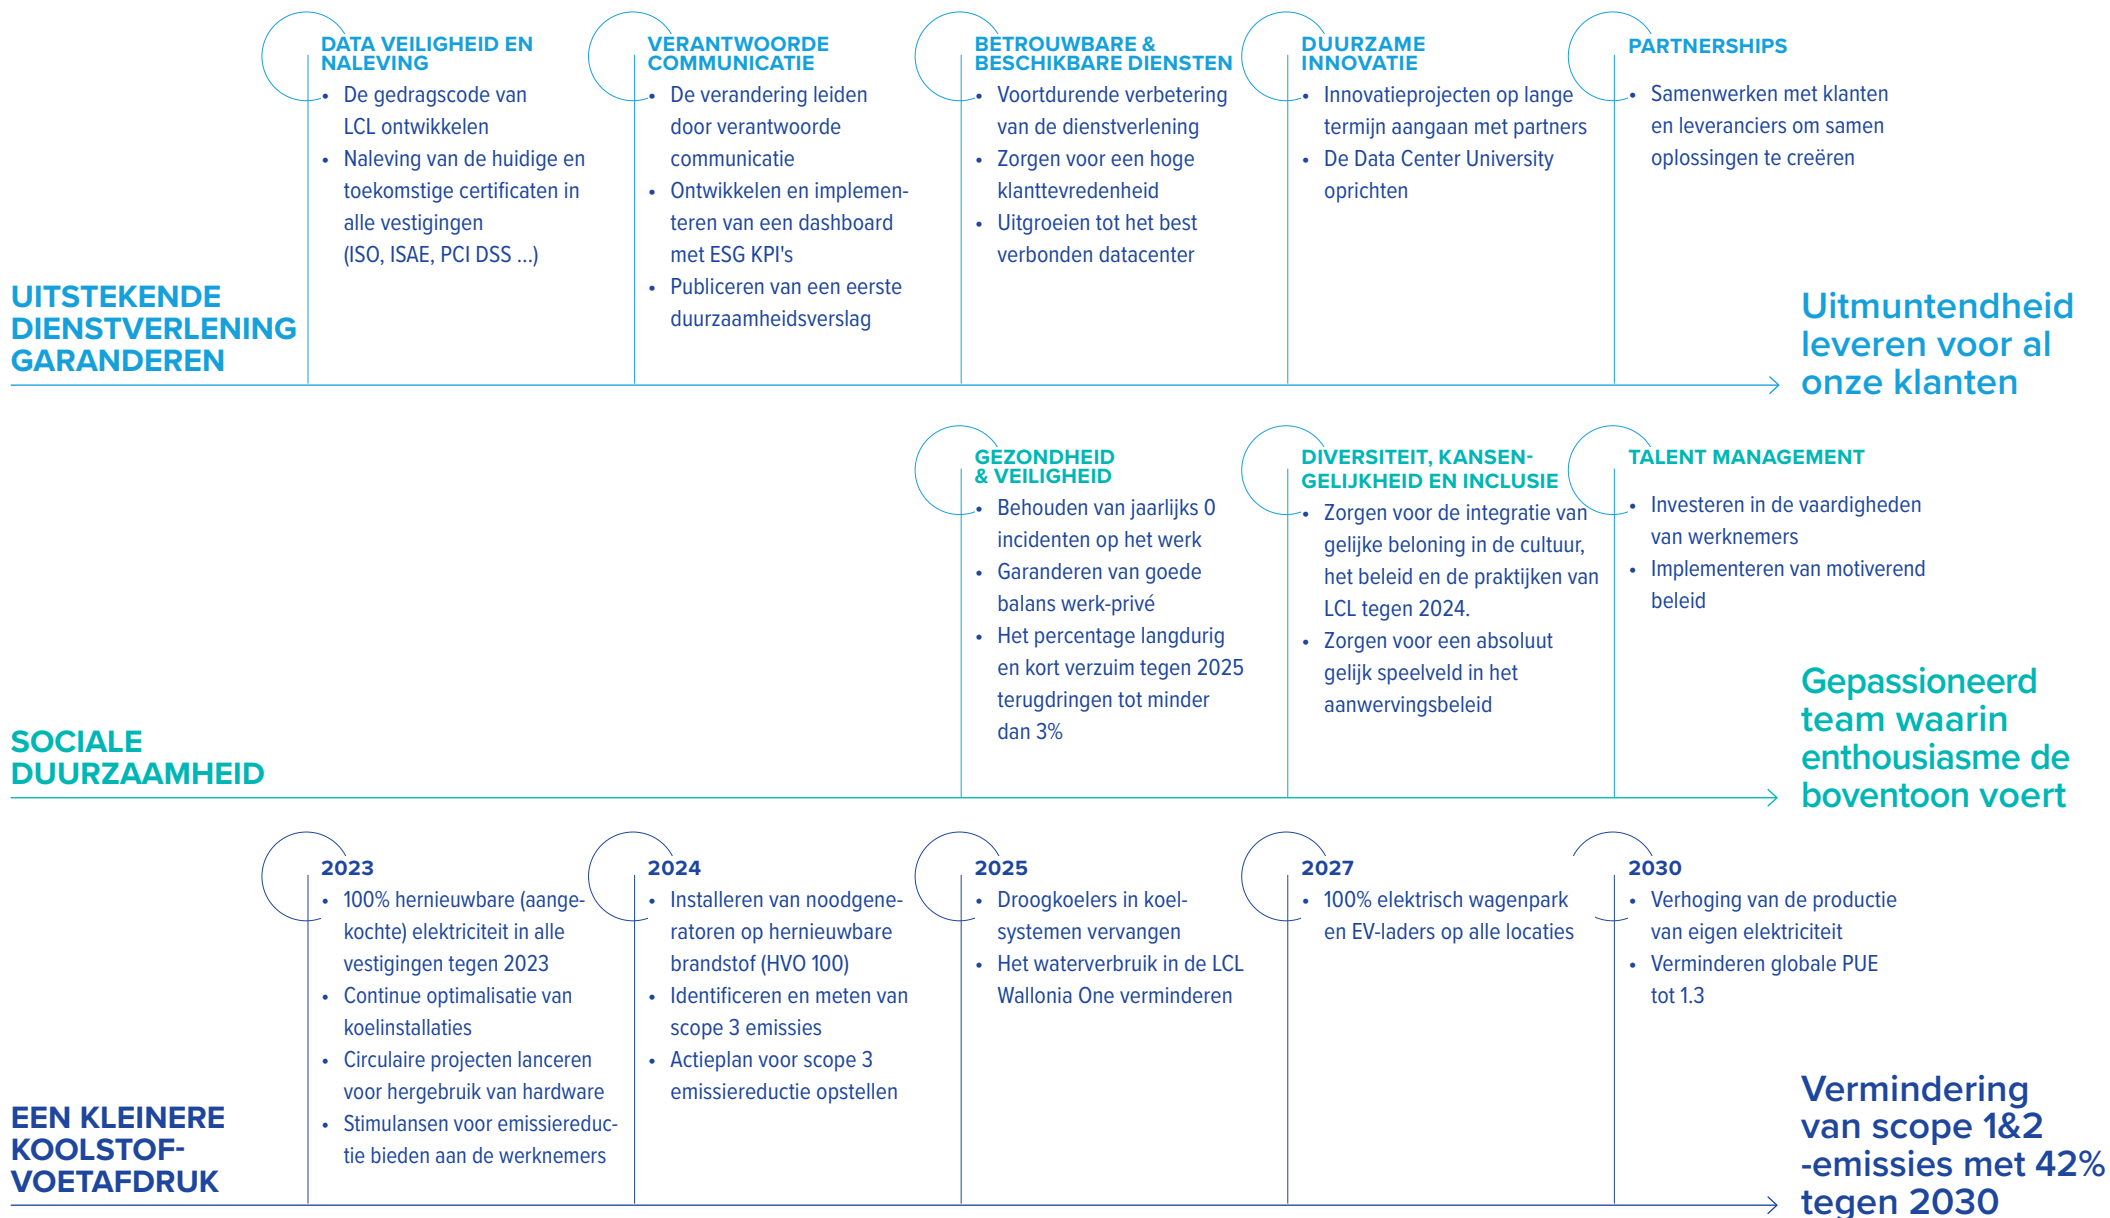 DATA VEILIGHEID EN
NALEVING
• De gedragscode van
LCL ontwikkelen
• Naleving van de huidige en
toekomstige certificaten in
alle vestigingen
(ISO, ISAE, PCI DSS ...)
VERANTWOORDE
COMMUNICATIE
• De verandering leiden
door verantwoorde
communicatie
• Ontwikkelen en implemen-
teren van een dashboard
met ESG KPI's
• Publiceren van een eerste
duurzaamheidsverslag
BETROUWBARE &
BESCHIKBARE DIENSTEN
• Voortdurende verbetering
van de dienstverlening
• Zorgen voor een hoge
klanttevredenheid
• Uitgroeien tot het best
verbonden datacenter
DUURZAME
INNOVATIE
• Innovatieprojecten op lange
termijn aangaan met partners
• De Data Center University
oprichten
PARTNERSHIPS
• Samenwerken met klanten
en leveranciers om samen
oplossingen te creëren
UITSTEKENDE
DIENSTVERLENING
GARANDEREN
Uitmuntendheid
leveren voor al
onze klanten
GEZONDHEID
& VEILIGHEID
• Behouden van jaarlijks 0
incidenten op het werk
• Garanderen van goede
balans werk-privé
• Het percentage langdurig
en kort verzuim tegen 2025
terugdringen tot minder
dan 3%
DIVERSITEIT, KANSEN-
GELIJKHEID EN INCLUSIE
• Zorgen voor de integratie van
gelijke beloning in de cultuur,
het beleid en de praktijken van
LCL tegen 2024.
• Zorgen voor een absoluut
gelijk speelveld in het
aanwervingsbeleid
TALENT MANAGEMENT
• Investeren in de vaardigheden
van werknemers
• Implementeren van motiverend
beleid
SOCIALE
DUURZAAMHEID
Gepassioneerd
team waarin
enthousiasme de
boventoon voert
2023
• 100% hernieuwbare (aange-
kochte) elektriciteit in alle
vestigingen tegen 2023
• Continue optimalisatie van
koelinstallaties
• Circulaire projecten lanceren
voor hergebruik van hardware
• Stimulansen voor emissiereduc-
tie bieden aan de werknemers
2024
• Installeren van noodgene-
ratoren op hernieuwbare
brandstof (HVO 100)
• Identificeren en meten van
scope 3 emissies
• Actieplan voor scope 3
emissiereductie opstellen
2025
• Droogkoelers in koel-
systemen vervangen
• Het waterverbruik in de LCL
Wallonia One verminderen
2027
• 100% elektrisch wagenpark
en EV-laders op alle locaties
2030
• Verhoging van de productie
van eigen elektriciteit
• Verminderen globale PUE
tot 1.3
EEN KLEINERE
KOOLSTOF-
VOETAFDRUK
Vermindering
van scope 1&2
-emissies met 42%
tegen 2030